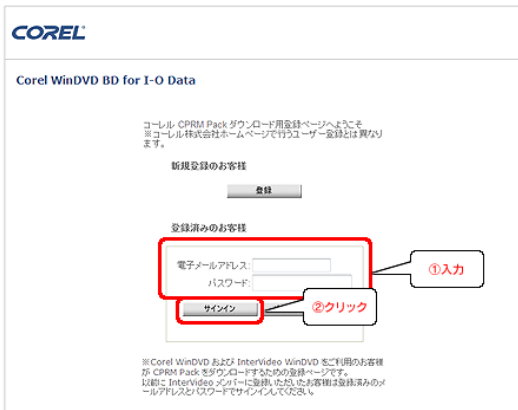 COREL
Corel WinDVD BD for I-O Data
コーレル CPRM Pack ダウンロード用登録ページへようこそ
※コーレル株式会社ホームページで行うユーザー登録とは異なり
ます。
新規登録のお客様
登録
登録済みのお客様
電子メールアドレス:
パスワード:
①入力
サインイン
②クリック
※Corel WinDVD および InterVideo WinDVD をご利用のお客様
が CPRM Pack をダウンロードするための登録ページです。
以前に InterVideo メンバーに登録いただいたお客様は登録済みのメ
ールアドレスとパスワードでサインインしてください。